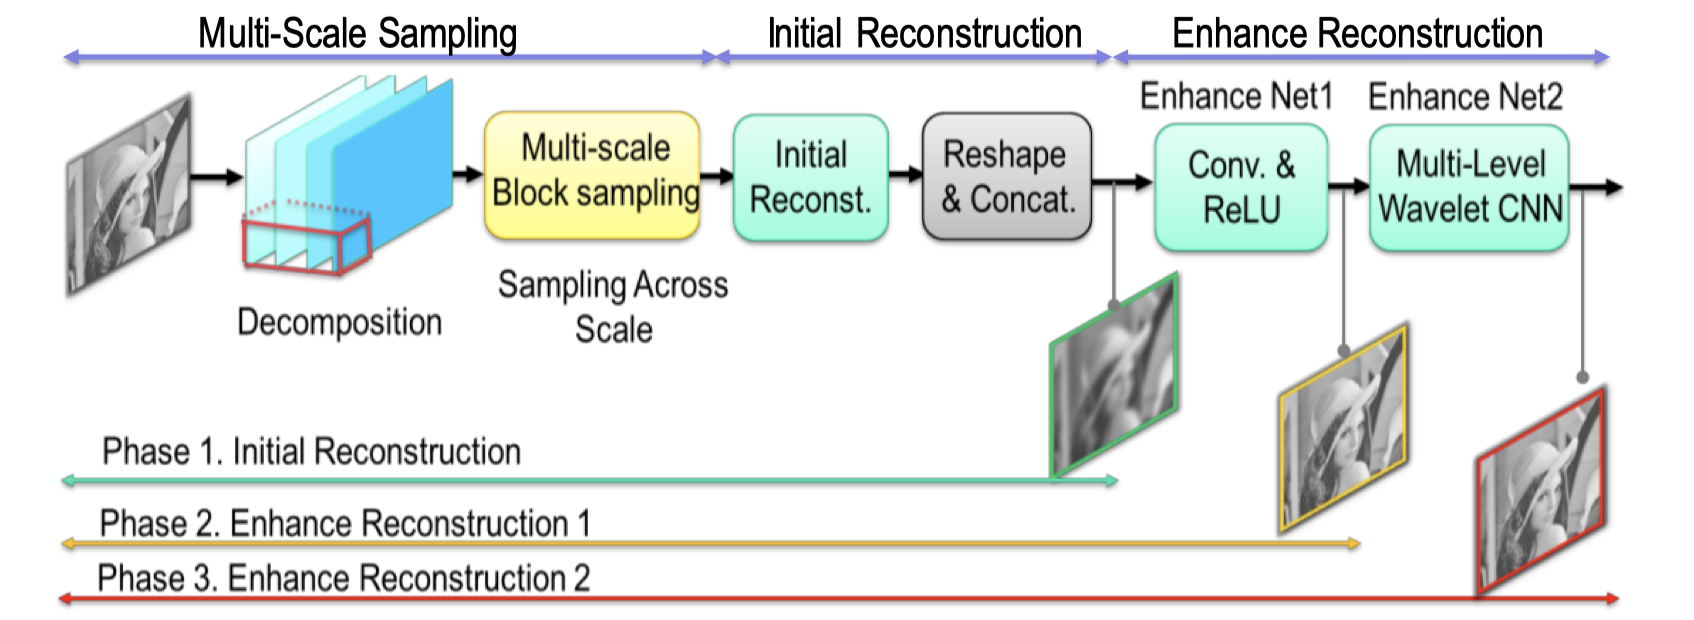 Multi-Scale Sampling
Initial Reconstruction
Enhance Reconstruction
Enhance Net1
Enhance Net2
Multi-scale
Block sampling
Initial
Reconst.
Reshape
& Concat.
Conv. &
ReLU
Multi-Level
Wavelet CNN
Decomposition
Sampling Across
Scale
Phase 1. Initial Reconstruction
Phase 2. Enhance Reconstruction 1
Phase 3. Enhance Reconstruction 2